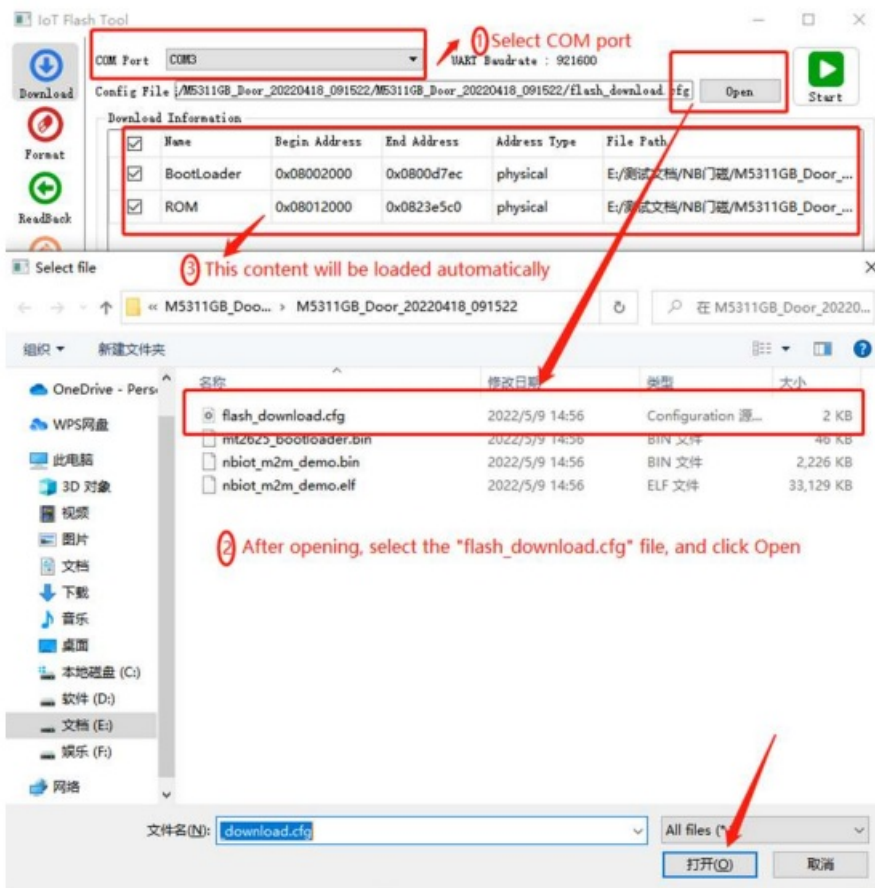 IoT Flash Tool
① Select COM port
COM Port COM3 UART Baudrate : 921600
Download Config File :/M5311GB_Door_20220418_091522/M5311GB_Door_20220418_091522/flash_download.cfg Open Start
Download Information
Name Begin Address End Address Address Type File Path
Format
BootLoader 0x08002000 0x0800d7ec physical E:/测试文档/NB门磁/M5311GB_Door_...
ROM 0x08012000 0x0823e5c0 physical E:/测试文档/NB门磁/M5311GB_Door_...
ReadBack
Select file ③ This content will be loaded automatically
« M5311GB_Doo... › M5311GB_Door_20220418_091522 在 M5311GB_Door_20220...
组织 新建文件夹
名称 修改日期 类型 大小
OneDrive - Perso
flash_download.cfg 2022/5/9 14:56 Configuration 源... 2 KB
WPS网盘
mt2625_bootloader.bin 2022/5/9 14:56 BIN 文件 46 KB
此电脑
nbiot_m2m_demo.bin 2022/5/9 14:56 BIN 文件 2,226 KB
3D 对象
nbiot_m2m_demo.elf 2022/5/9 14:56 ELF 文件 33,129 KB
视频
图片
② After opening, select the "flash_download.cfg" file, and click Open
文档
下载
音乐
桌面
本地磁盘 (C:)
软件 (D:)
文档 (E:)
娱乐 (F:)
网络
文件名(N): download.cfg All files (*
打开(O) 取消